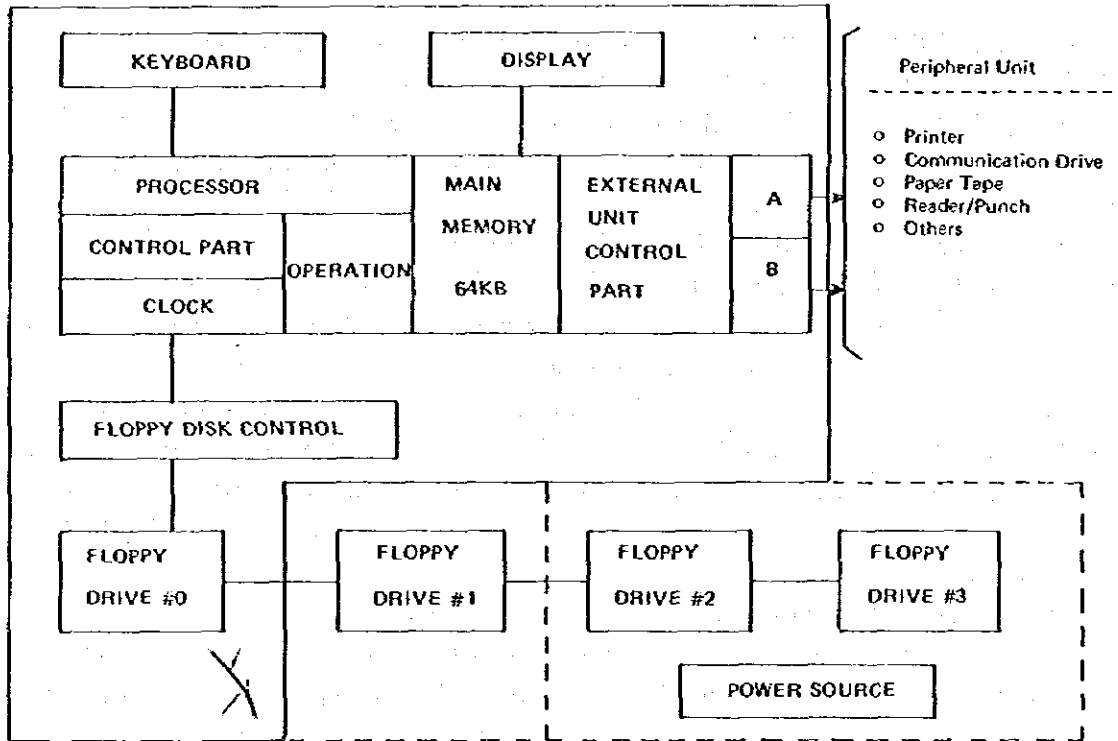 KEYBOARD
DISPLAY
Peripheral Unit
o Printer
o Communication Drive
o Paper Tape
o Reader/Punch
o Others
PROCESSOR
CONTROL PART
CLOCK
OPERATION
MAIN
MEMORY
64KB
EXTERNAL
UNIT
CONTROL
PART
A
B
FLOPPY DISK CONTROL
FLOPPY
DRIVE #0
FLOPPY
DRIVE #1
FLOPPY
DRIVE #2
FLOPPY
DRIVE #3
POWER SOURCE